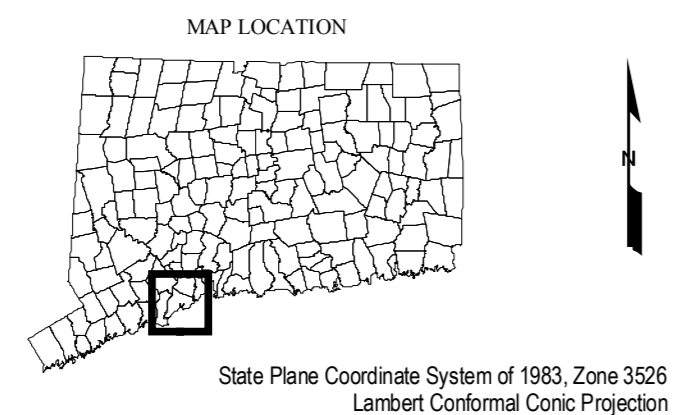 MAP LOCATION
N
State Plane Coordinate System of 1983, Zone 3526
Lambert Conformal Conic Projection